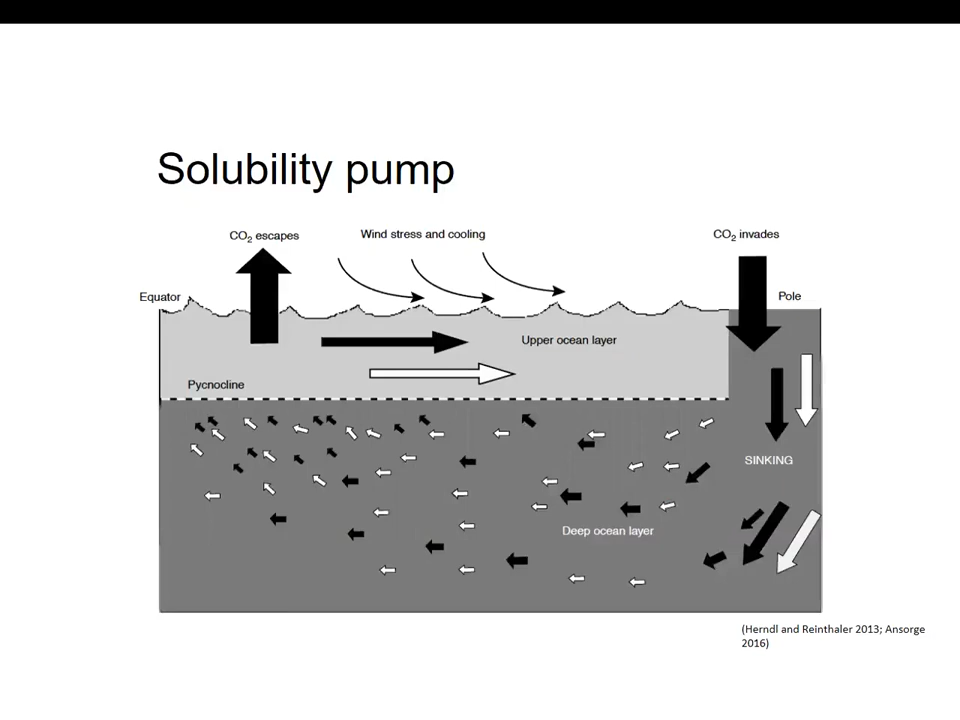 Solubility pump
CO₂ escapes
Wind stress and cooling
CO₂ invades
Equator
Pole
Upper ocean layer
Pycnocline
SINKING
Deep ocean layer
(Herndl and Reinthaler 2013; Ansorge
2016)